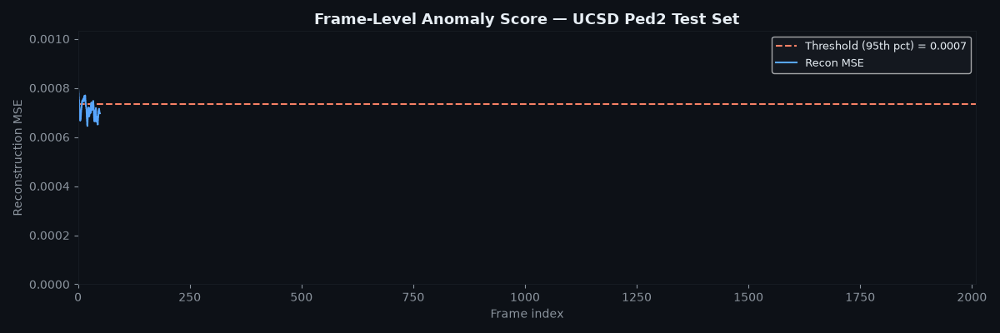 Frame-Level Anomaly Score — UCSD Ped2 Test Set
Threshold (95th pct) = 0.0007
Recon MSE
Reconstruction MSE
0.0010
0.0008
0.0006
0.0004
0.0002
0.0000
0 250 500 750 1000 1250 1500 1750 2000
Frame index